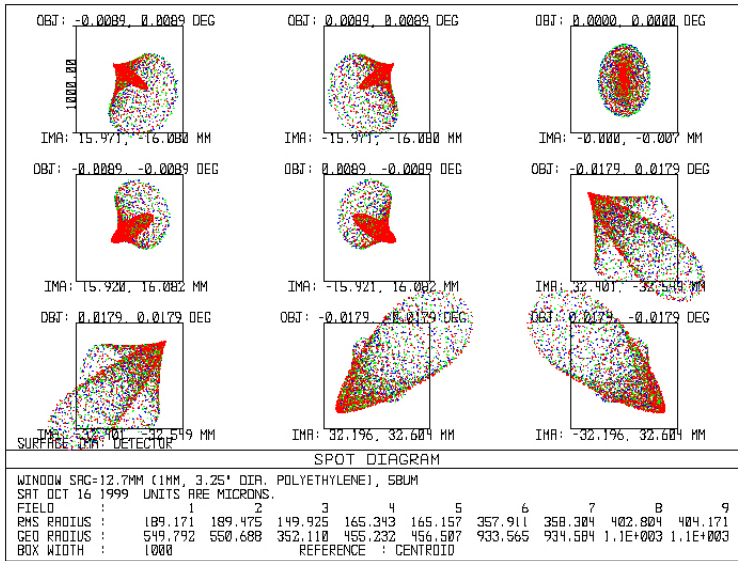 OBJ: -0.0089, 0.0089 DEG
OBJ: 0.0089, 0.0089 DEG
OBJ: 0.0000, 0.0000 DEG
1000.00
IMA: 15.971, -16.080 MM
IMA: -15.971, -16.080 MM
IMA: -0.000, -0.007 MM
OBJ: -0.0089, -0.0089 DEG
OBJ: 0.0089, -0.0089 DEG
OBJ: -0.0179, 0.0179 DEG
IMA: 15.920, 16.082 MM
IMA: -15.921, 16.082 MM
IMA: 32.401, -32.549 MM
OBJ: 0.0179, 0.0179 DEG
OBJ: -0.0179, -0.0179 DEG
OBJ: 0.0179, -0.0179 DEG
IMA: -32.401, -32.549 MM
IMA: 32.196, 32.604 MM
IMA: -32.196, 32.604 MM
SURFACE IMA: DETECTOR
SPOT DIAGRAM
WINDOW SAG=12.7MM (1MM, 3.25" DIA. POLYETHYLENE), 58UM
SAT OCT 16 1999 UNITS ARE MICRONS.
FIELD : 1 2 3 4 5 6 7 8 9
RMS RADIUS : 189.171 189.475 149.925 165.343 165.157 357.911 358.304 402.804 404.171
GEO RADIUS : 549.792 550.688 352.110 455.232 456.507 933.565 934.584 1.1E+003 1.1E+003
BOX WIDTH : 1000 REFERENCE : CENTROID